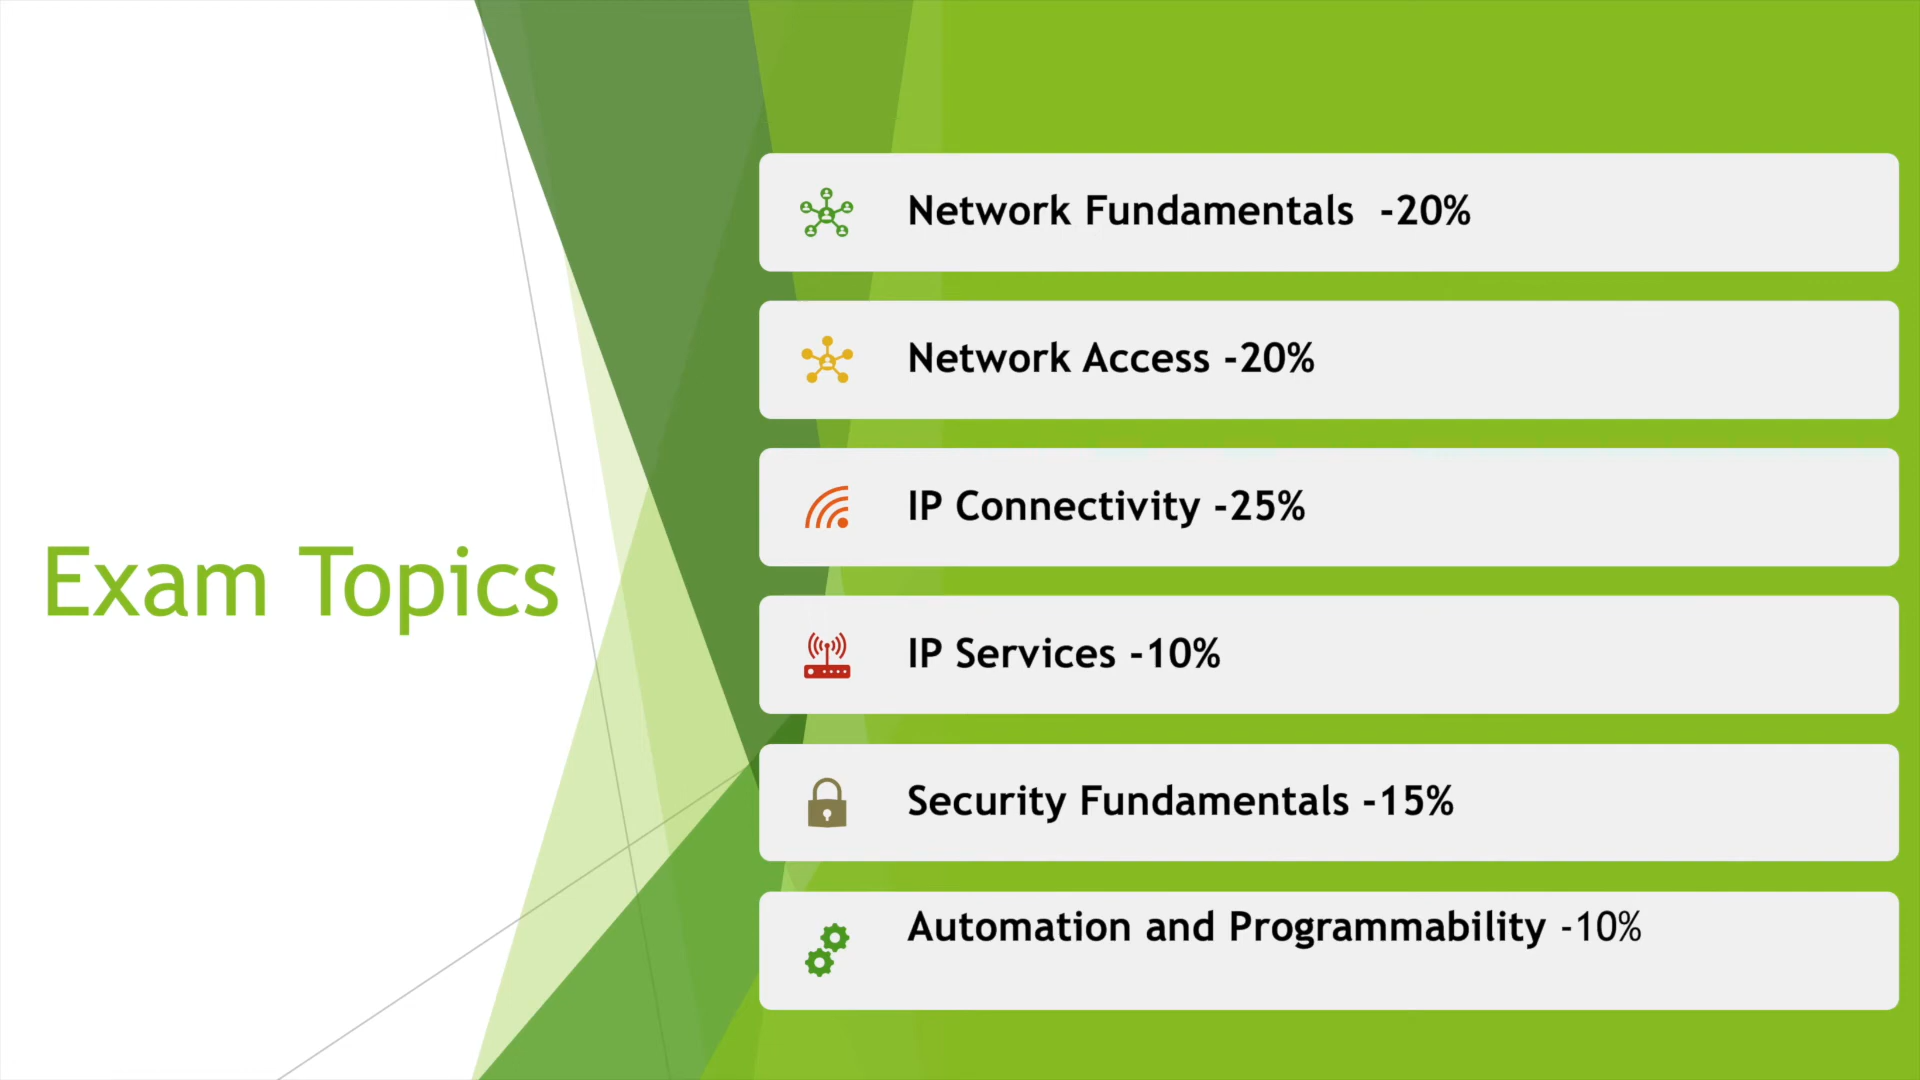 Exam Topics
Network Fundamentals  -20%
Network Access -20%
IP Connectivity -25%
IP Services -10%
Security Fundamentals -15%
Automation and Programmability -10%